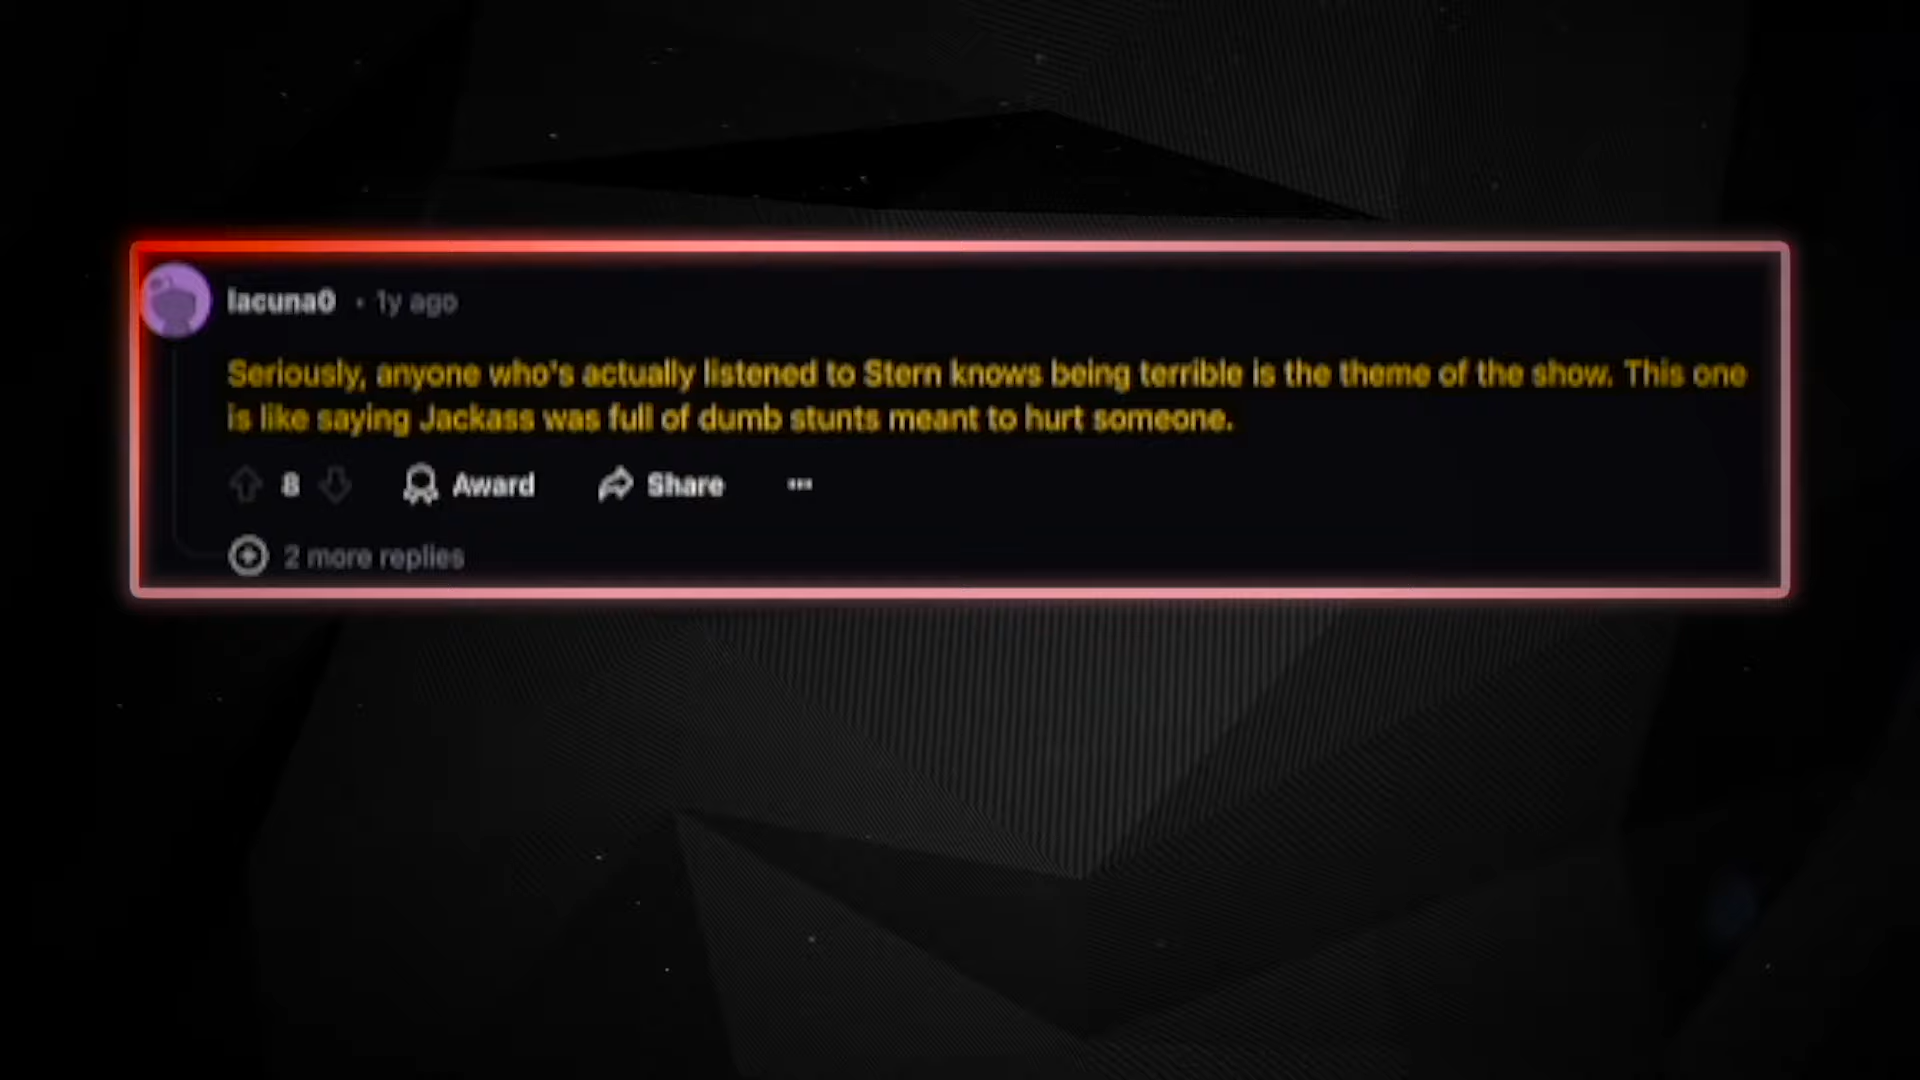 lacuna0 • 1y ago
Seriously, anyone who's actually listened to Stern knows being terrible is the theme of the show. This one
is like saying Jackass was full of dumb stunts meant to hurt someone.
8 Award Share ...
2 more replies